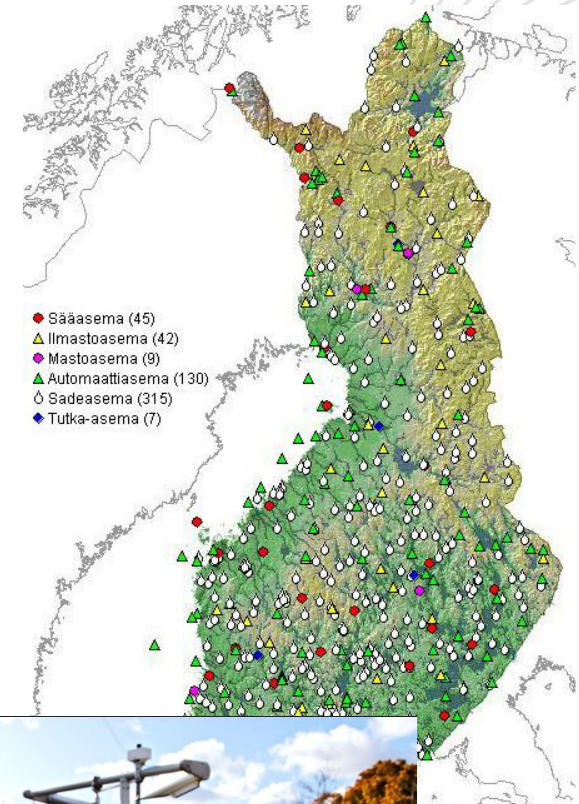 Sääasema (45)
Ilmastoasema (42)
Mastoasema (9)
Automaattiasema (130)
Sadeasema (315)
Tutka-asema (7)